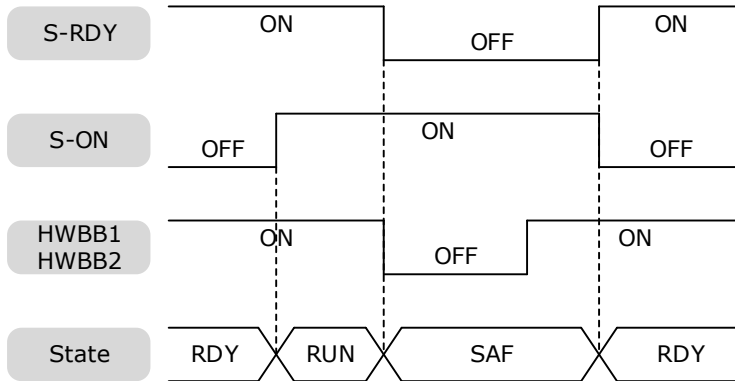 S-RDY
ON
OFF
ON
S-ON
OFF
ON
OFF
HWBB1
HWBB2
ON
OFF
ON
State
RDY
RUN
SAF
RDY